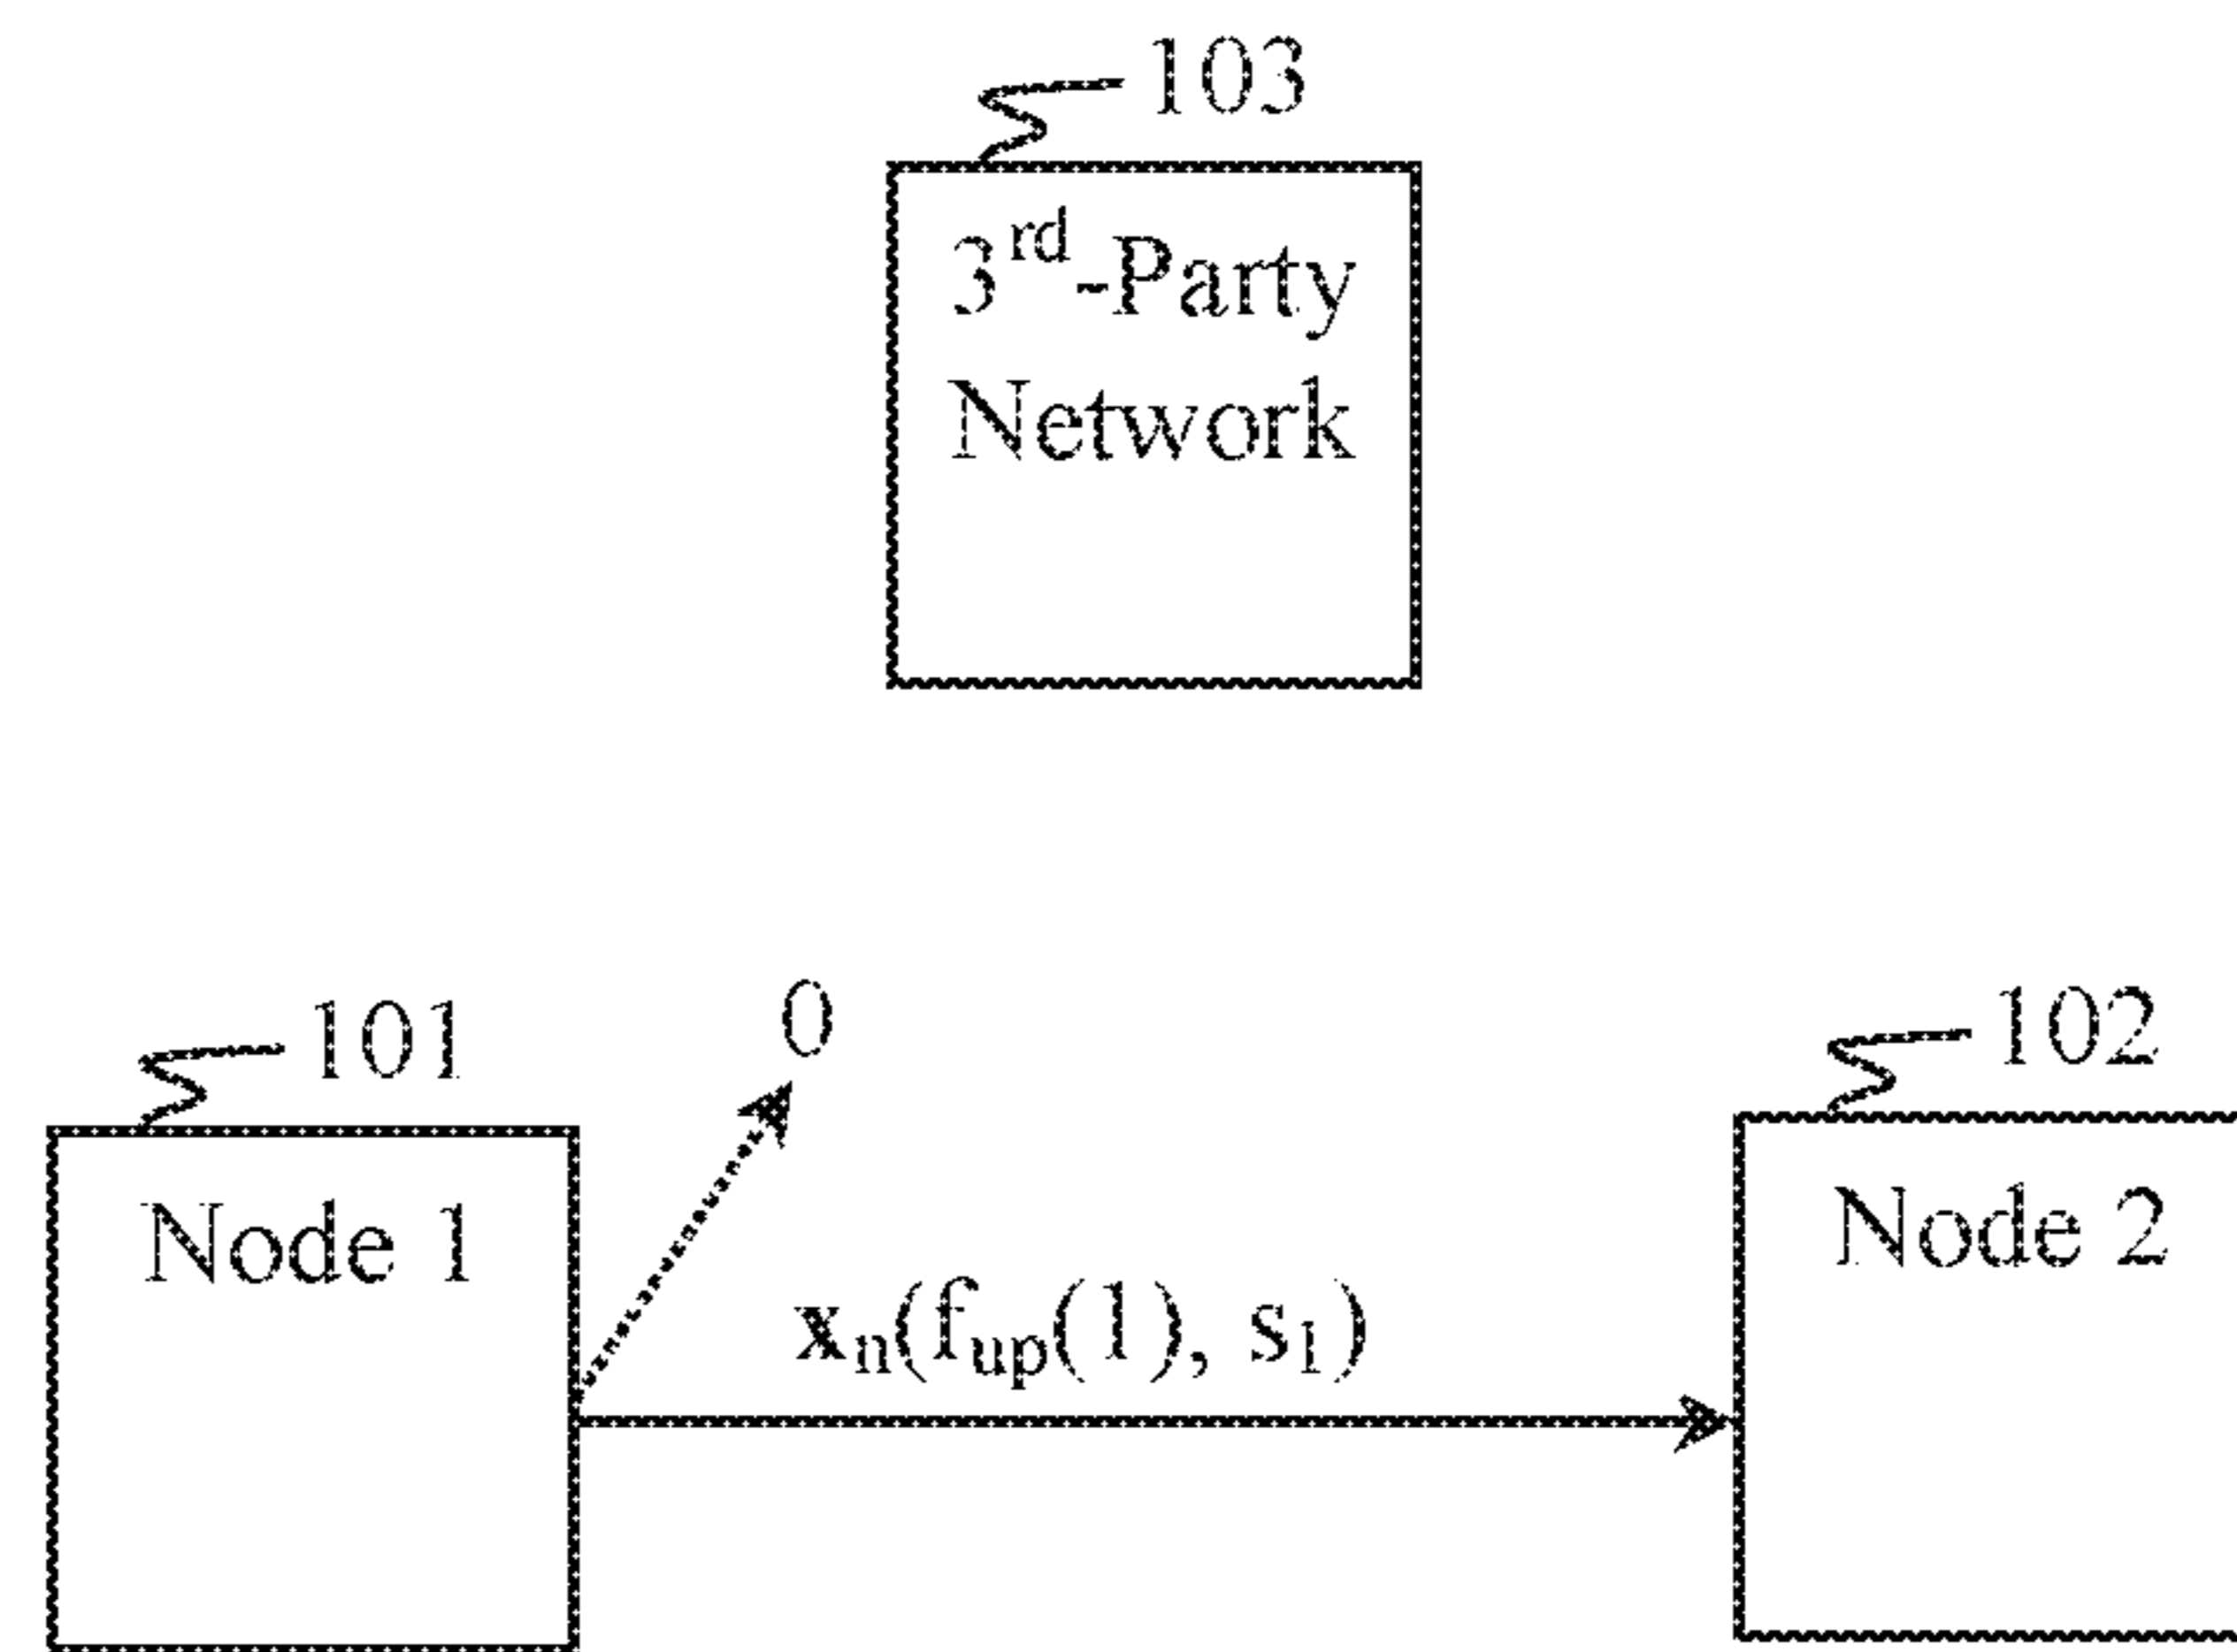 103
3rd-Party
Network
0
101
102
Node 1
Node 2
xn(fup(1), s1)